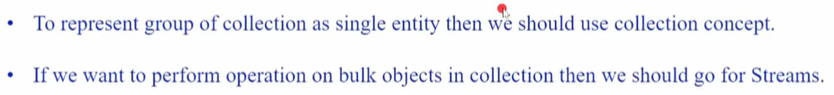 • To represent group of collection as single entity then we should use collection concept.
• If we want to perform operation on bulk objects in collection then we should go for Streams.